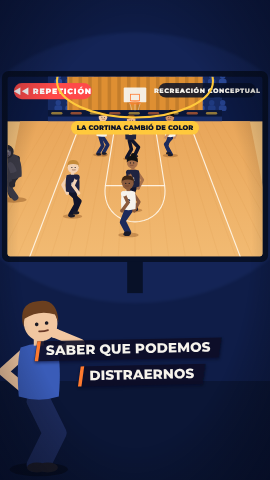 ◀◀ REPETICIÓN
RECREACIÓN CONCEPTUAL
LA CORTINA CAMBIÓ DE COLOR
SABER QUE PODEMOS
DISTRAERNOS